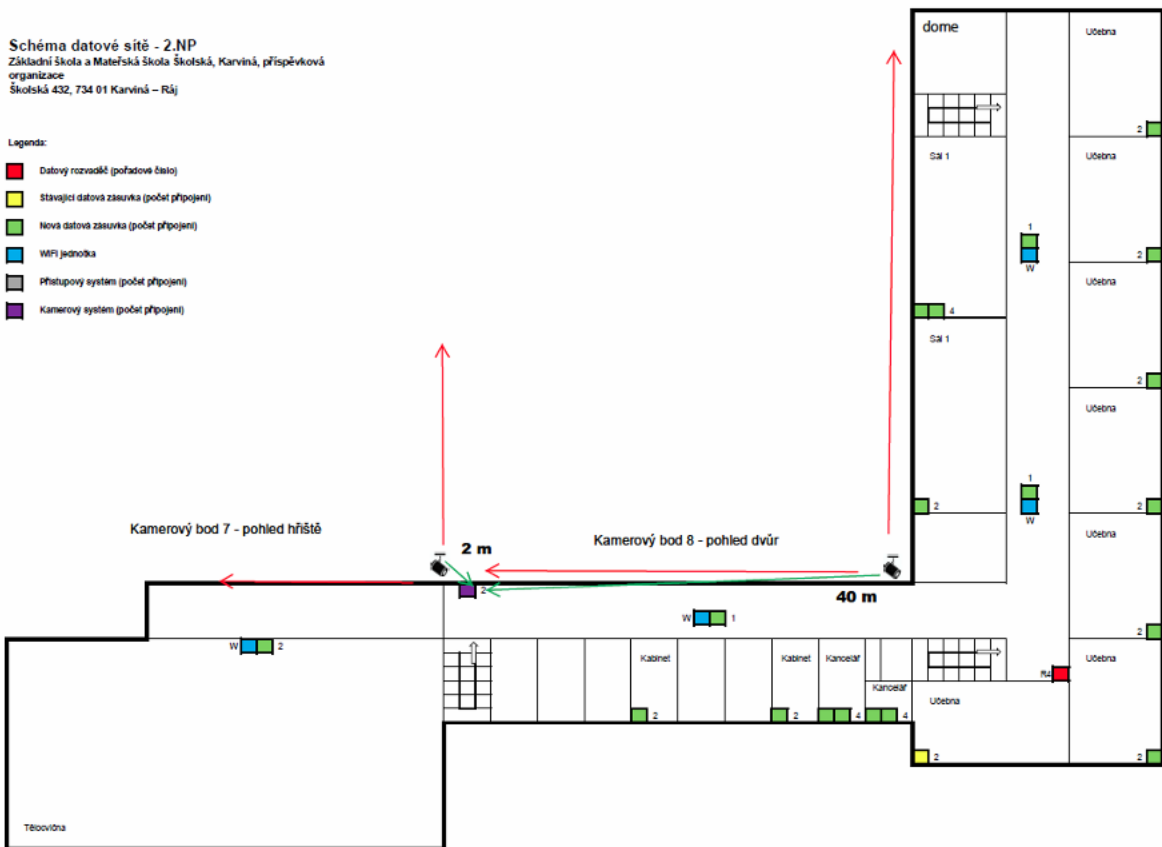 Schéma datové sítě - 2.NP
Základní škola a Mateřská škola Školská, Karviná, příspěvková
organizace
Školská 432, 734 01 Karviná – Ráj
Legenda:
Datový rozvaděč (pořadové číslo)
Stávající datová zásuvka (počet připojení)
Nová datová zásuvka (počet připojení)
WIFI jednotka
Přístupový systém (počet připojení)
Kamerový systém (počet připojení)
dome
Učebna
2
Sál 1
Učebna
1
W
2
Učebna
4
Sál 1
2
Učebna
1
2
W
2
Učebna
Kamerový bod 7 - pohled hřiště
2 m
Kamerový bod 8 - pohled dvůr
2
40 m
W 1
2
W 2
Kabinet
Kabinet
Kancelář
Učebna
R4
Kancelář
Učebna
2
2
4
4
2
2
Tělocvična